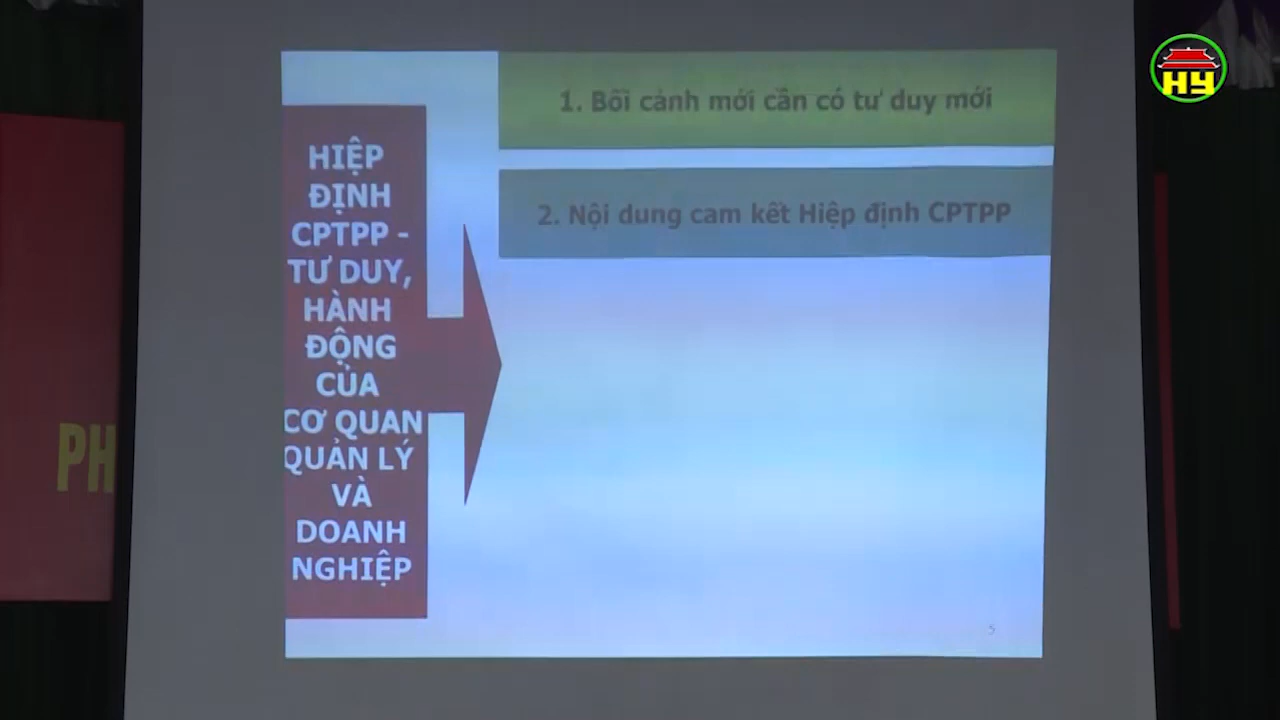 HY
1. Bối cảnh mới cần có tư duy mới
HIỆP
ĐỊNH
CPTPP -
TƯ DUY,
HÀNH
ĐỘNG
CỦA
CƠ QUAN
QUẢN LÝ
VÀ
DOANH
NGHIỆP
2. Nội dung cam kết Hiệp định CPTPP
PH
5